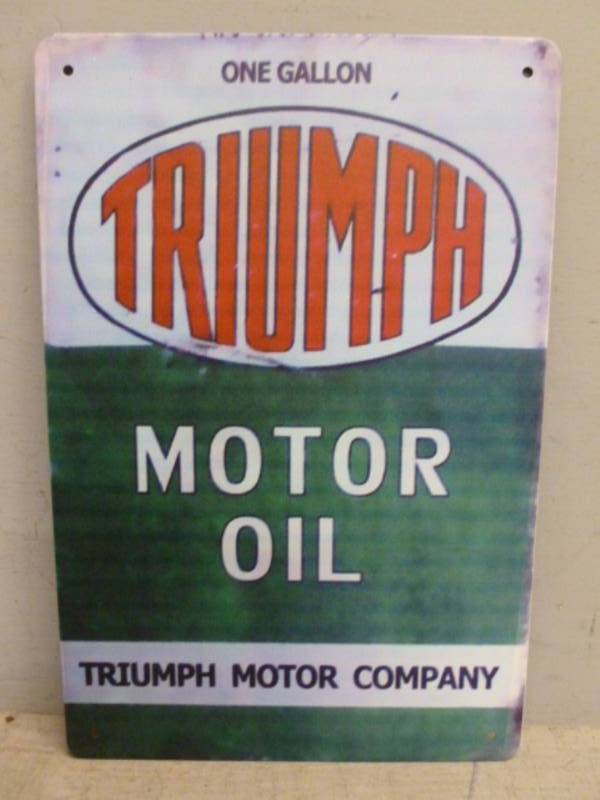 ONE GALLON
TRIUMPH
MOTOR
OIL
TRIUMPH MOTOR COMPANY